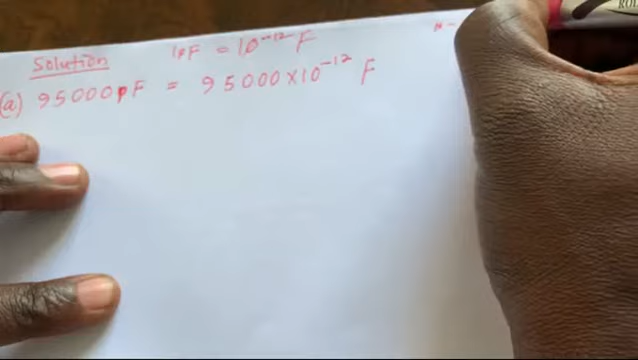 Solution
1pF = 10⁻¹² F
(a) 95000pF = 95000×10⁻¹² F